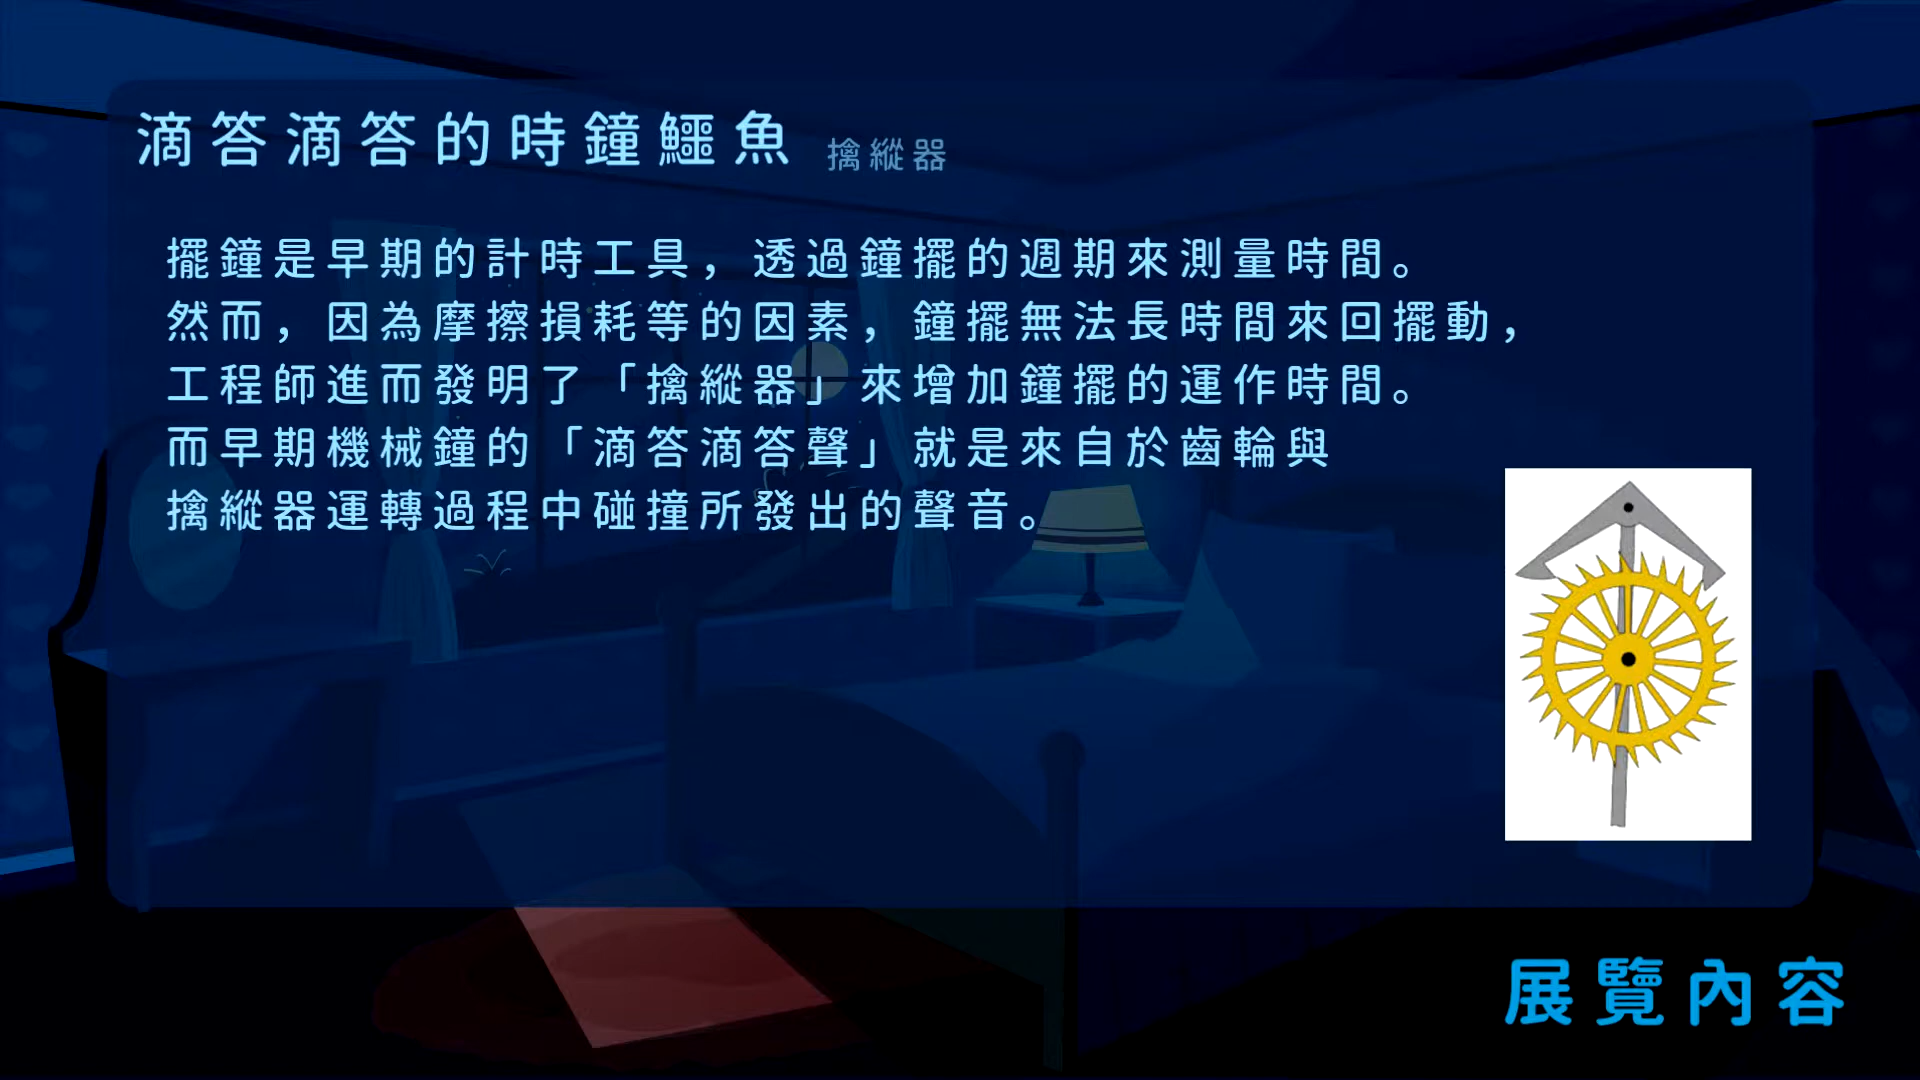 滴答滴答的時鐘鱷魚 擒縱器
擺鐘是早期的計時工具，透過鐘擺的週期來測量時間。
然而，因為摩擦損耗等的因素，鐘擺無法長時間來回擺動，
工程師進而發明了「擒縱器」來增加鐘擺的運作時間。
而早期機械鐘的「滴答滴答聲」就是來自於齒輪與
擒縱器運轉過程中碰撞所發出的聲音。
展覽內容